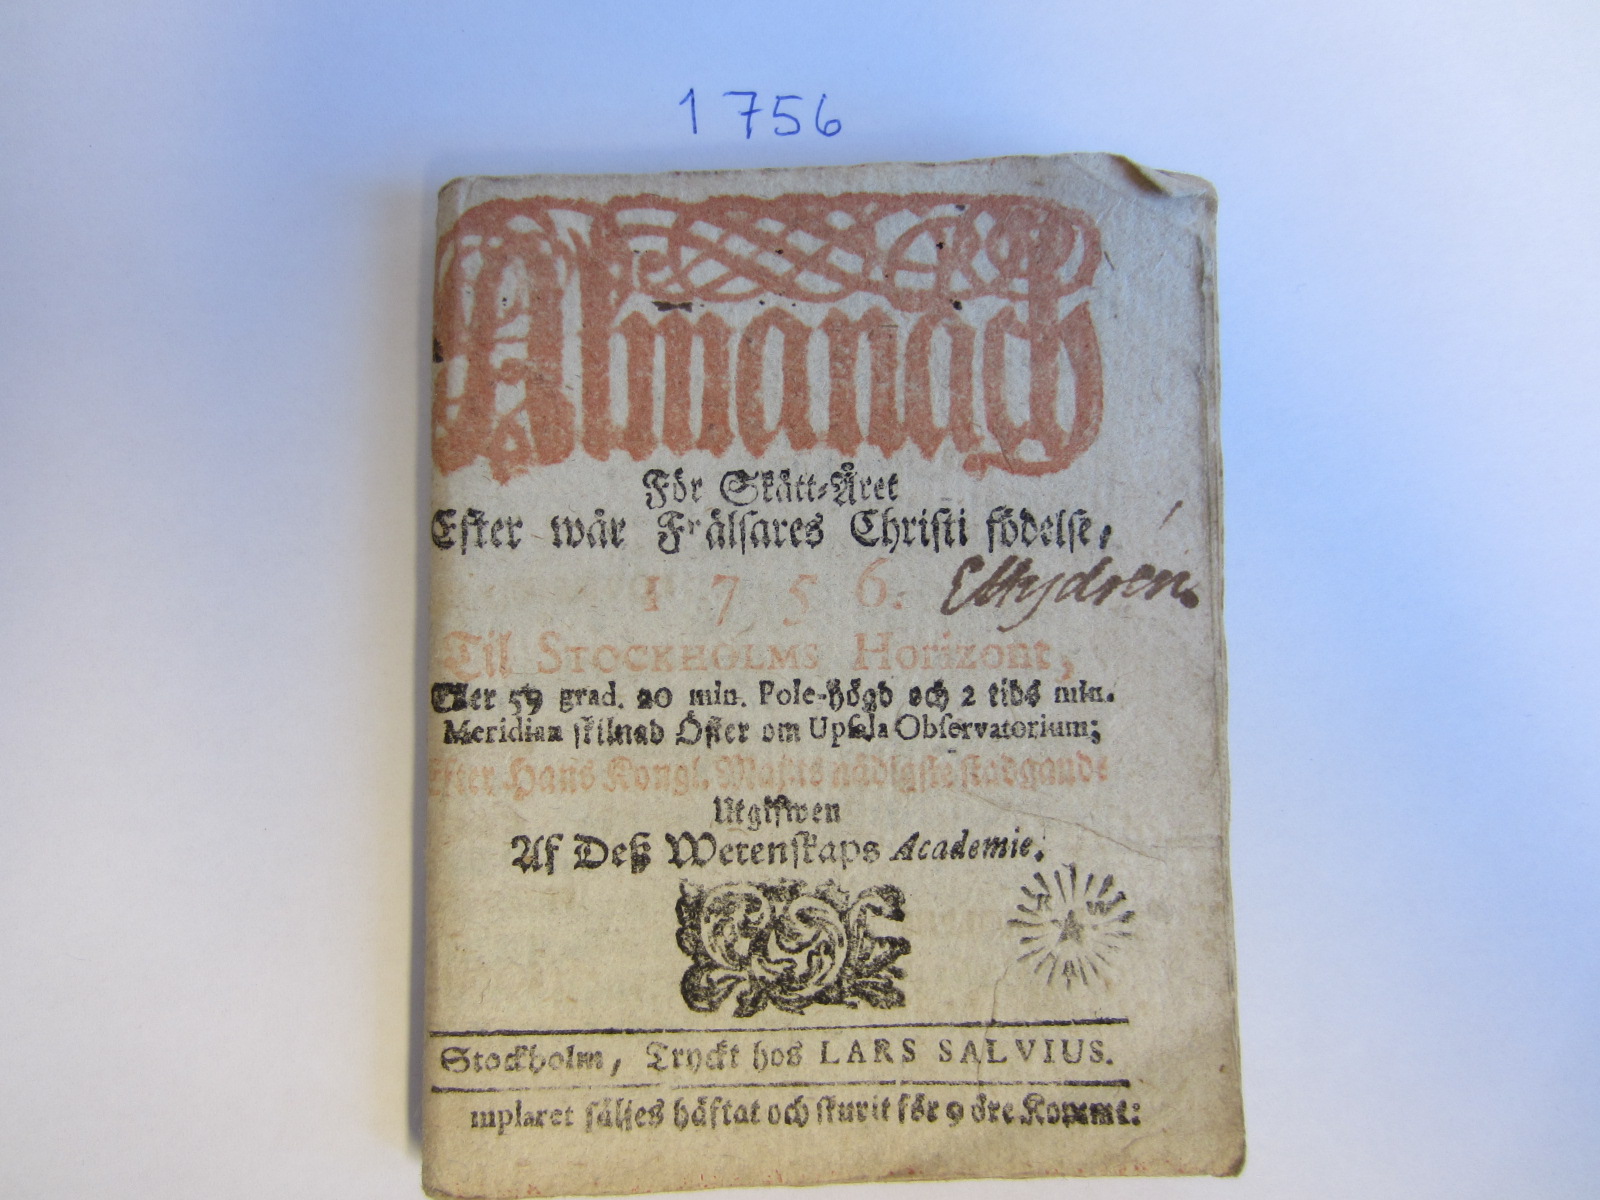 1756
Almanach
För Skått-Året
Efter wår Frälsares Christi födelse,
1756.
Til STOCKHOLMS Horizont,
Eller 59 grad. 20 min. Pole-högd och 2 tids min.
Meridian skilnad Öster om Upsala Observatorium;
Efter Hans Kongl. Maj:ts nådigste stadgande
Utgifwen
Af Deß Wetenskaps Academie.
R W
A
Stockholm, Tryckt hos LARS SALVIUS.
mplaret säljes häftat och skurit för 9 öre